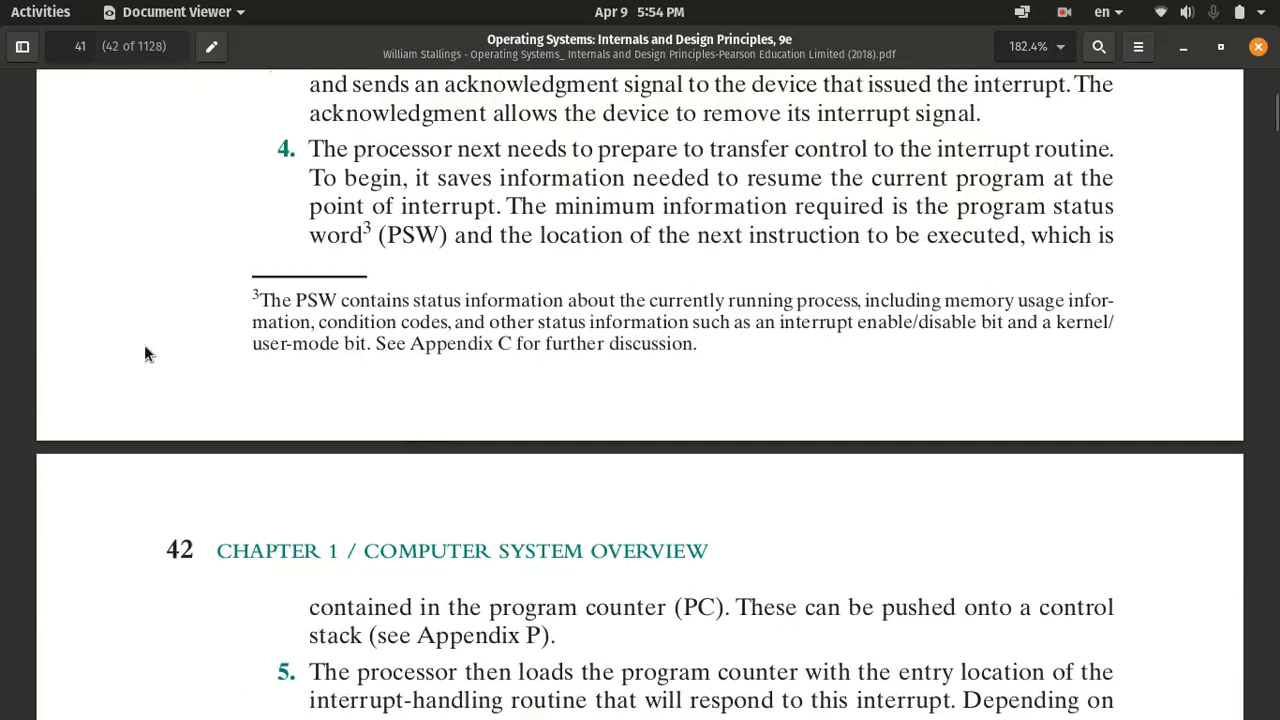 Activities
Document Viewer
Apr 9 5:54 PM
en
41
(42 of 1128)
Operating Systems: Internals and Design Principles, 9e
William Stallings - Operating Systems_ Internals and Design Principles-Pearson Education Limited (2018).pdf
182.4%
and sends an acknowledgment signal to the device that issued the interrupt. The
acknowledgment allows the device to remove its interrupt signal.
4. The processor next needs to prepare to transfer control to the interrupt routine.
To begin, it saves information needed to resume the current program at the
point of interrupt. The minimum information required is the program status
word³ (PSW) and the location of the next instruction to be executed, which is
³The PSW contains status information about the currently running process, including memory usage infor-
mation, condition codes, and other status information such as an interrupt enable/disable bit and a kernel/
user-mode bit. See Appendix C for further discussion.
42 CHAPTER 1 / COMPUTER SYSTEM OVERVIEW
contained in the program counter (PC). These can be pushed onto a control
stack (see Appendix P).
5. The processor then loads the program counter with the entry location of the
interrupt-handling routine that will respond to this interrupt. Depending on